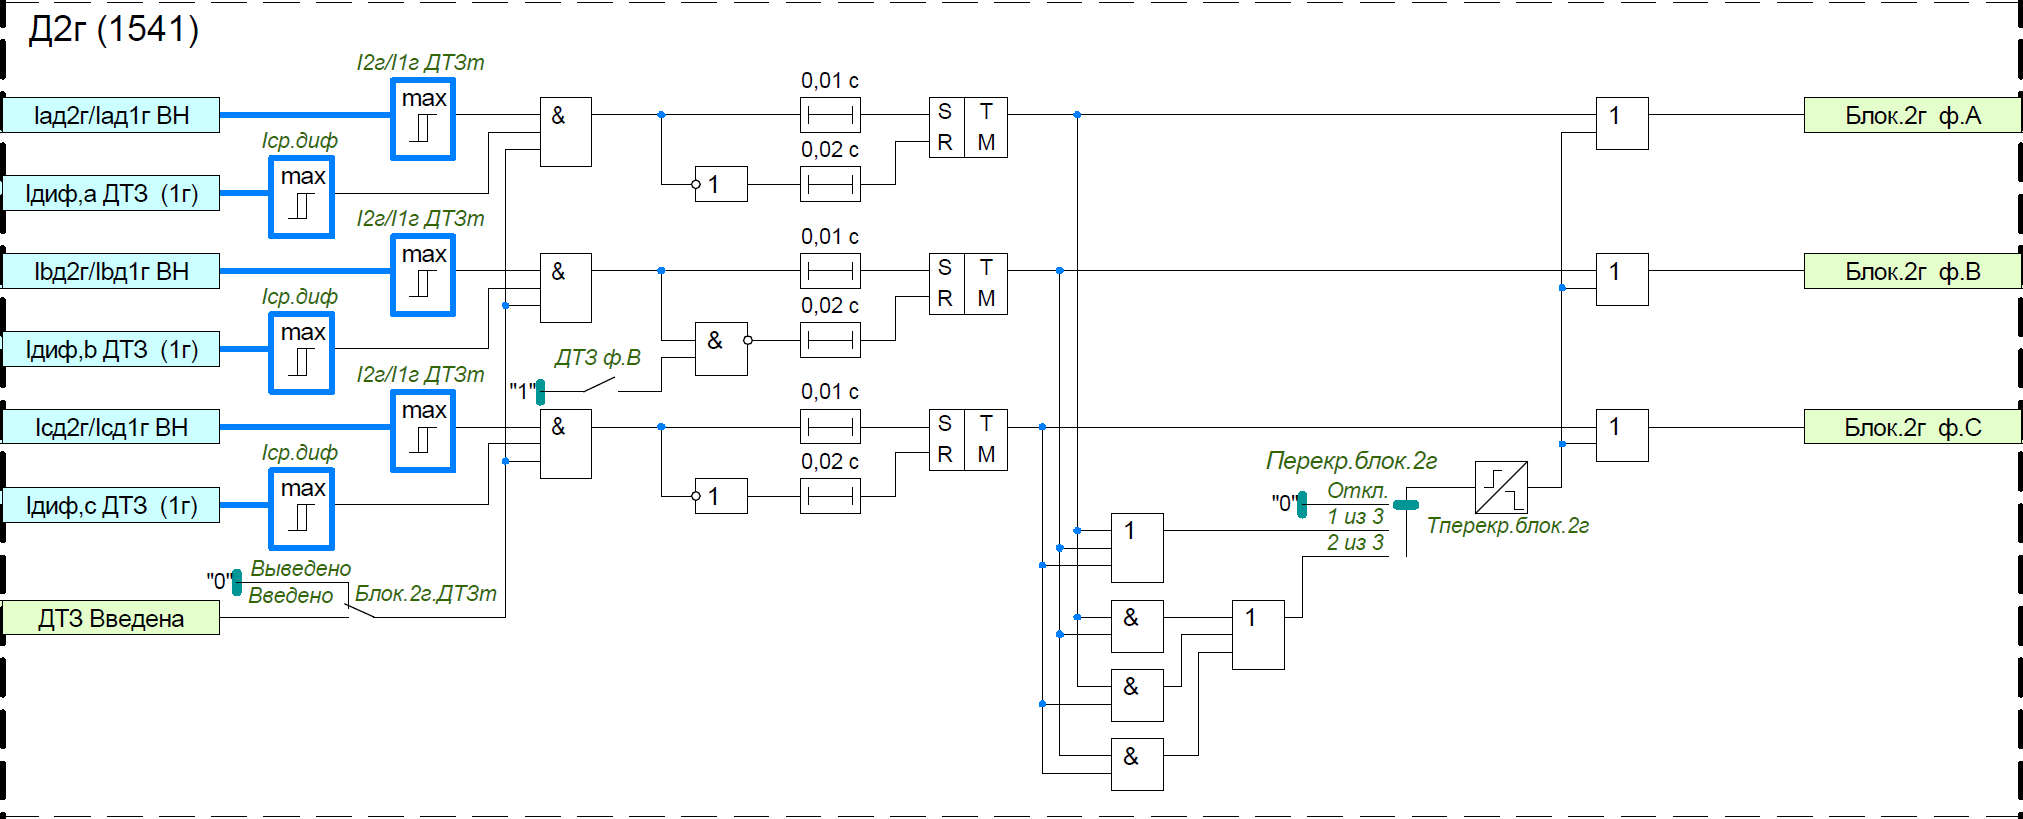 Д2г (1541)
I2г/I1г ДТЗт
0,01 с
Iад2г/Iад1г ВН
max
&
S T
1
Блок.2г ф.А
Iср.диф
0,02 с
R M
Iдиф,а ДТЗ (1г)
max
1
I2г/I1г ДТЗт
0,01 с
Ibд2г/Ibд1г ВН
max
&
S T
1
Блок.2г ф.В
Iср.диф
0,02 с
R M
Iдиф,b ДТЗ (1г)
max
&
ДТЗ ф.В
I2г/I1г ДТЗт
"1"
0,01 с
Icд2г/Icд1г ВН
max
&
S T
1
Блок.2г ф.С
Iср.диф
0,02 с
R M
Перекр.блок.2г
Iдиф,с ДТЗ (1г)
max
1
"0"
Откл.
1 из 3
2 из 3
Тперекр.блок.2г
1
"0"
Выведено
Введено
Блок.2г.ДТЗт
ДТЗ Введена
&
1
&
&